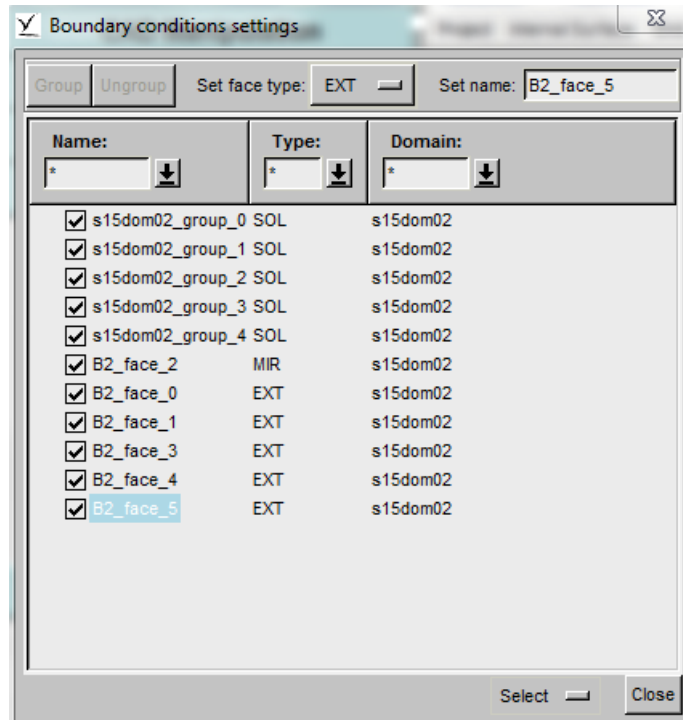 Boundary conditions settings
Group Ungroup Set face type: EXT Set name: B2_face_5
Name: Type: Domain:
* * *
s15dom02_group_0 SOL s15dom02
s15dom02_group_1 SOL s15dom02
s15dom02_group_2 SOL s15dom02
s15dom02_group_3 SOL s15dom02
s15dom02_group_4 SOL s15dom02
B2_face_2 MIR s15dom02
B2_face_0 EXT s15dom02
B2_face_1 EXT s15dom02
B2_face_3 EXT s15dom02
B2_face_4 EXT s15dom02
B2_face_5 EXT s15dom02
Select Close